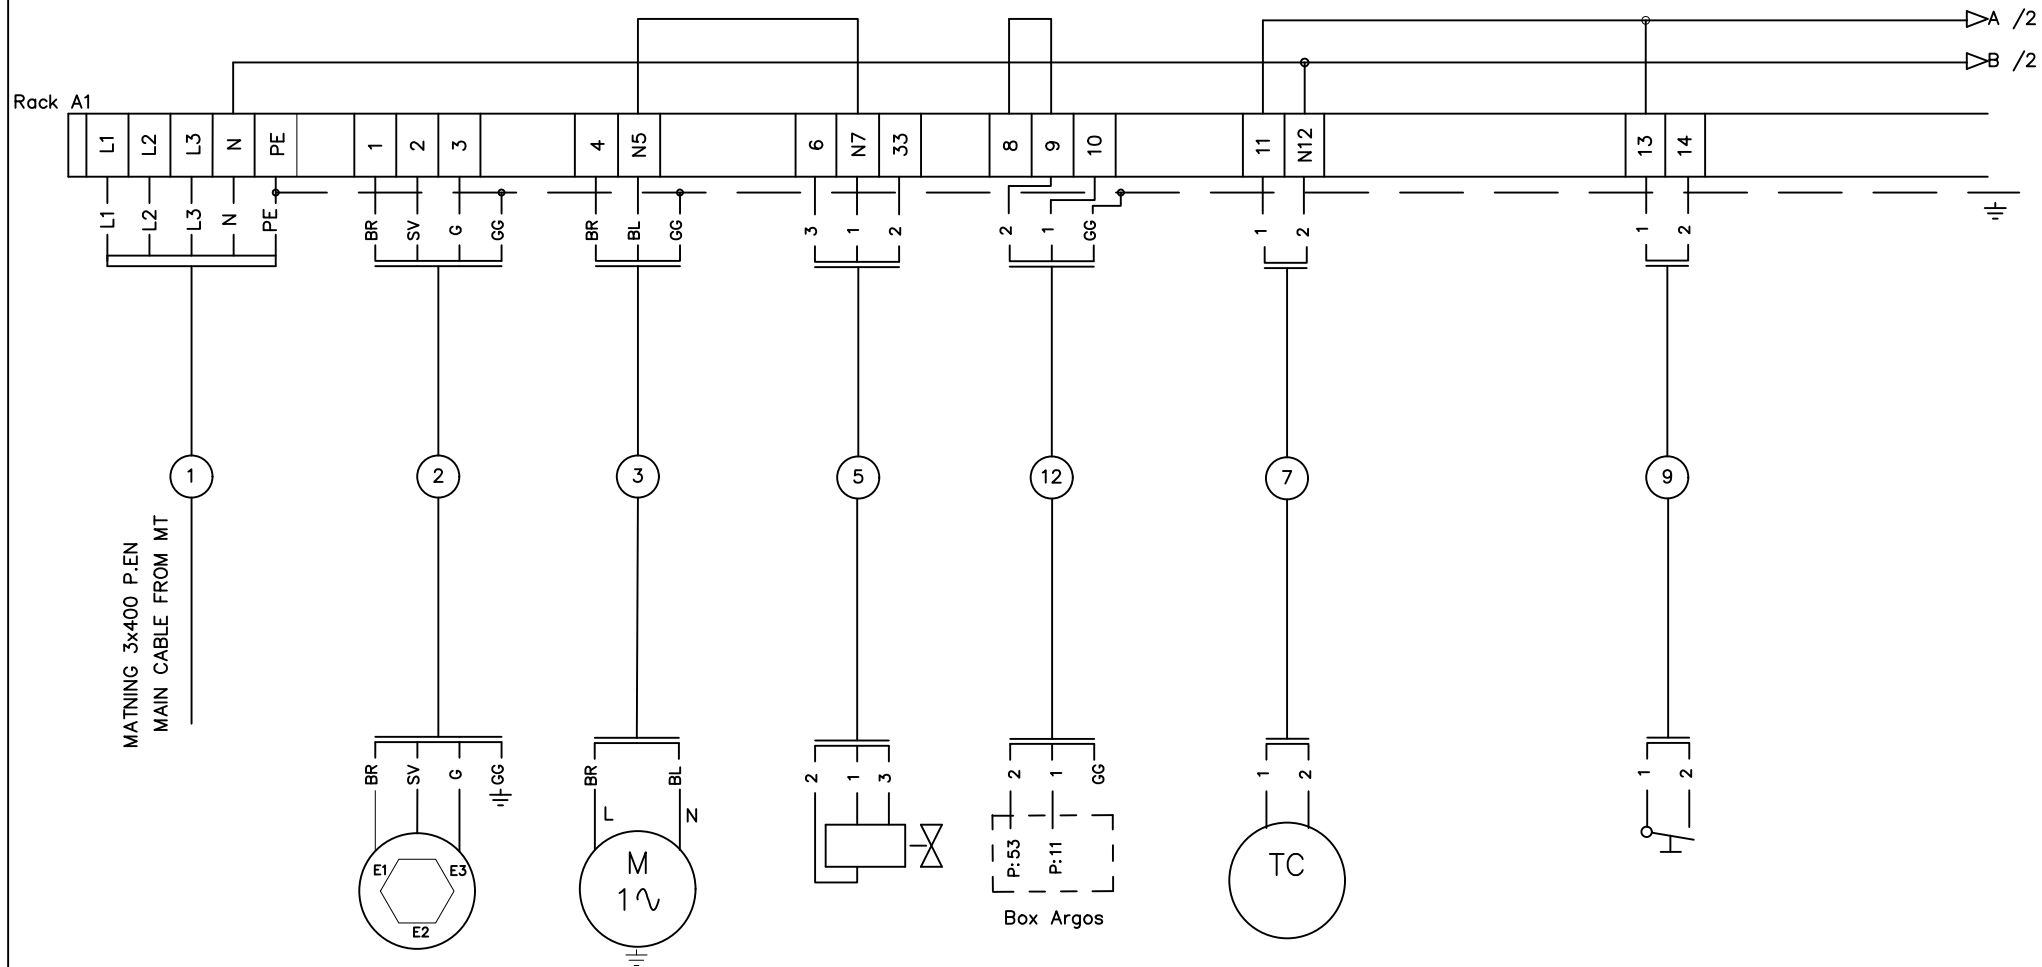 A /2
B /2
Rack A1
L1 L2 L3 N PE 1 2 3 4 N5 6 N7 33 8 9 10 11 N12 13 14
L1 L2 L3 N PE BR SV G GG BR BL GG 3 1 2 2 1 GG 1 2 1 2
1 2 3 5 12 7 9
MATNING 3x400 P.EN
MAIN CABLE FROM MT
BR SV G GG BR BL 2 1 3 2 1 GG 1 2 1 2
L N
E1 E3 M P:53 P:11 TC
1
E2 Box Argos